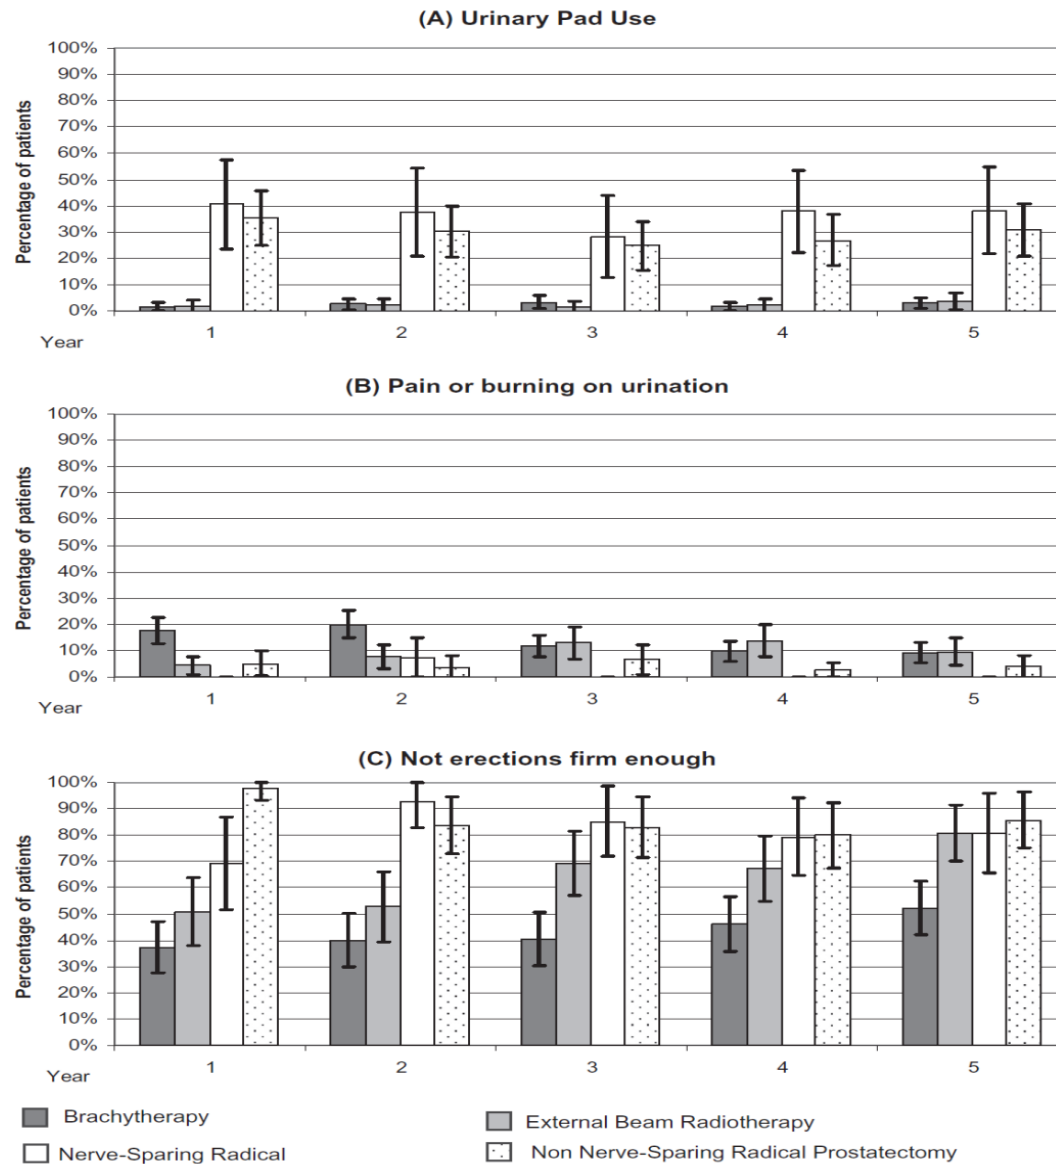 (A) Urinary Pad Use
Percentage of patients
100%
90%
80%
70%
60%
50%
40%
30%
20%
10%
0%
1 2 3 4 5
Year
(B) Pain or burning on urination
Percentage of patients
100%
90%
80%
70%
60%
50%
40%
30%
20%
10%
0%
1 2 3 4 5
Year
(C) Not erections firm enough
Percentage of patients
100%
90%
80%
70%
60%
50%
40%
30%
20%
10%
0%
1 2 3 4 5
Year
Brachytherapy
External Beam Radiotherapy
Nerve-Sparing Radical
Non Nerve-Sparing Radical Prostatectomy